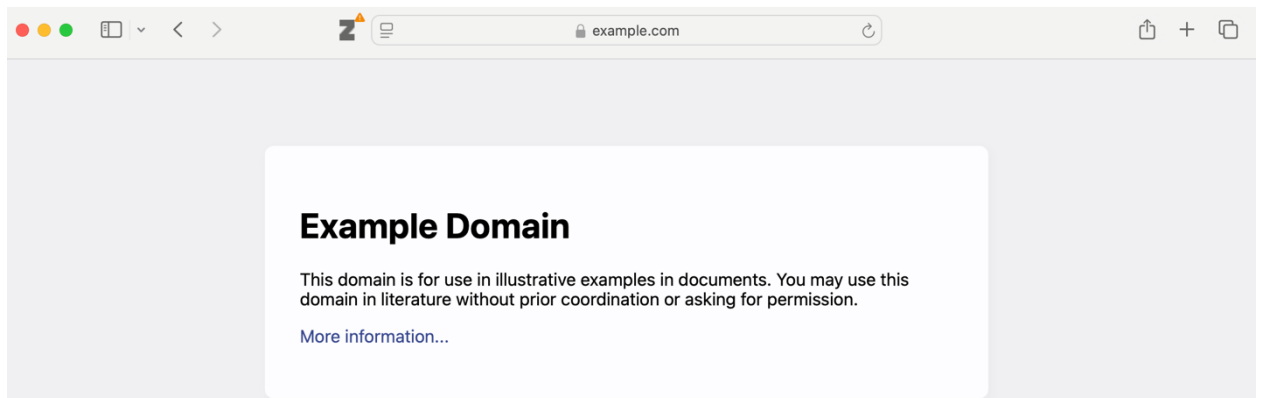 Z
example.com
Example Domain
This domain is for use in illustrative examples in documents. You may use this
domain in literature without prior coordination or asking for permission.
More information...